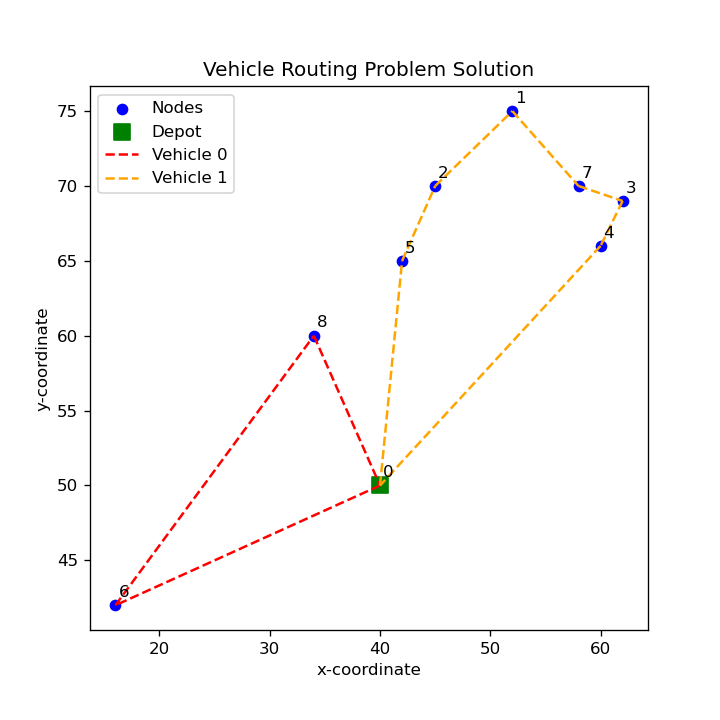 Vehicle Routing Problem Solution
Nodes
Depot
Vehicle 0
Vehicle 1
1
2
7
3
4
5
8
0
6
75
70
65
60
55
50
45
y-coordinate
20 30 40 50 60
x-coordinate